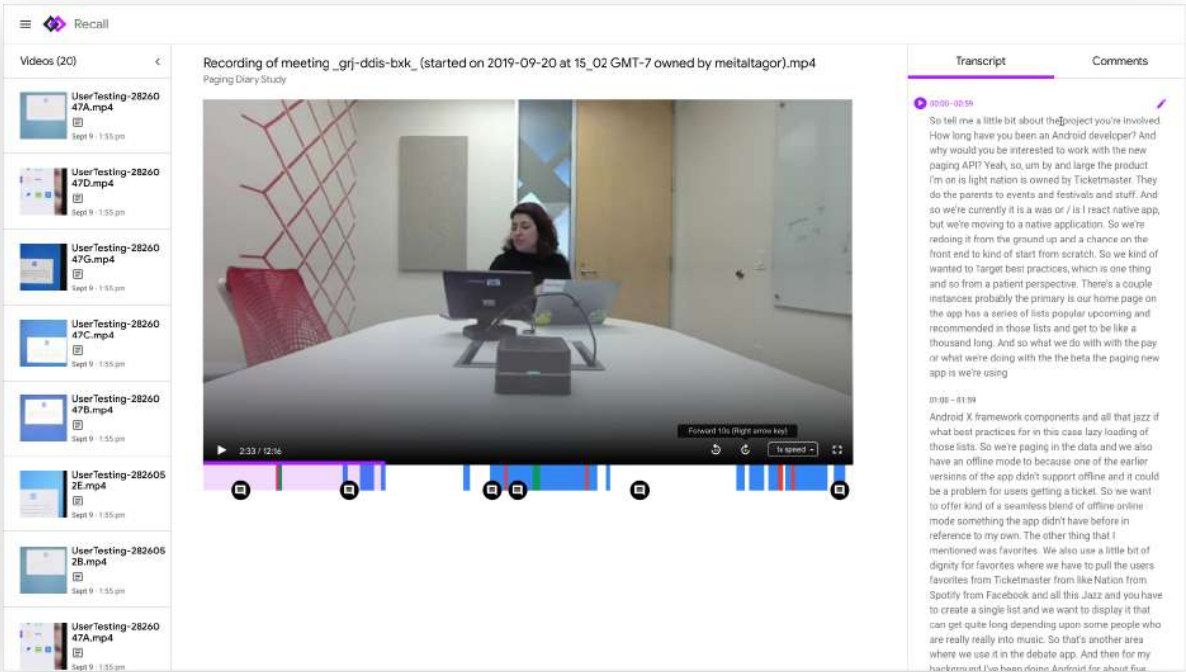 Recall
Videos (20)
UserTesting-28260
47A.mp4
Sept 9 · 1:55 pm
UserTesting-28260
47D.mp4
Sept 9 · 1:55 pm
UserTesting-28260
47G.mp4
Sept 9 · 1:55 pm
UserTesting-28260
47C.mp4
Sept 9 · 1:55 pm
UserTesting-28260
47B.mp4
Sept 9 · 1:55 pm
UserTesting-282605
2E.mp4
Sept 9 · 1:55 pm
UserTesting-282605
2B.mp4
Sept 9 · 1:55 pm
UserTesting-28260
47A.mp4
Sept 9 · 1:55 pm
Recording of meeting _grj-ddis-bxk_ (started on 2019-09-20 at 15_02 GMT-7 owned by meitaltagor).mp4
Paging Diary Study
Forward 10s (Right arrow key)
2:33 / 12:16
1x speed
Transcript
Comments
00:00 - 00:59
So tell me a little bit about the project you're involved.
How long have you been an Android developer? And
why would you be interested to work with the new
paging API? Yeah, so, um by and large the product
I'm on is light nation is owned by Ticketmaster. They
do the parents to events and festivals and stuff. And
so we're currently it is a was or / is I react native app,
but we're moving to a native application. So we're
redoing it from the ground up and a chance on the
front end to kind of start from scratch. So we kind of
wanted to Target best practices, which is one thing
and so from a patient perspective. There's a couple
instances probably the primary is our home page on
the app has a series of lists popular upcoming and
recommended in those lists and get to be like a
thousand long. And so what we do with with the pay
or what we're doing with the the beta the paging new
app is we're using
01:00 - 01:59
Android X framework components and all that jazz if
what best practices for in this case lazy loading of
those lists. So we're paging in the data and we also
have an offline mode to because one of the earlier
versions of the app didn't support offline and it could
be a problem for users getting a ticket. So we want
to offer kind of a seamless blend of offline online
mode something the app didn't have before in
reference to my own. The other thing that I
mentioned was favorites. We also use a little bit of
dignity for favorites where we have to pull the users
favorites from Ticketmaster from like Nation from
Spotify from Facebook and all this Jazz and you have
to create a single list and we want to display it that
can get quite long depending upon some people who
are really really into music. So that's another area
where we use it in the debate app. And then for my
background I've been doing Android for about five